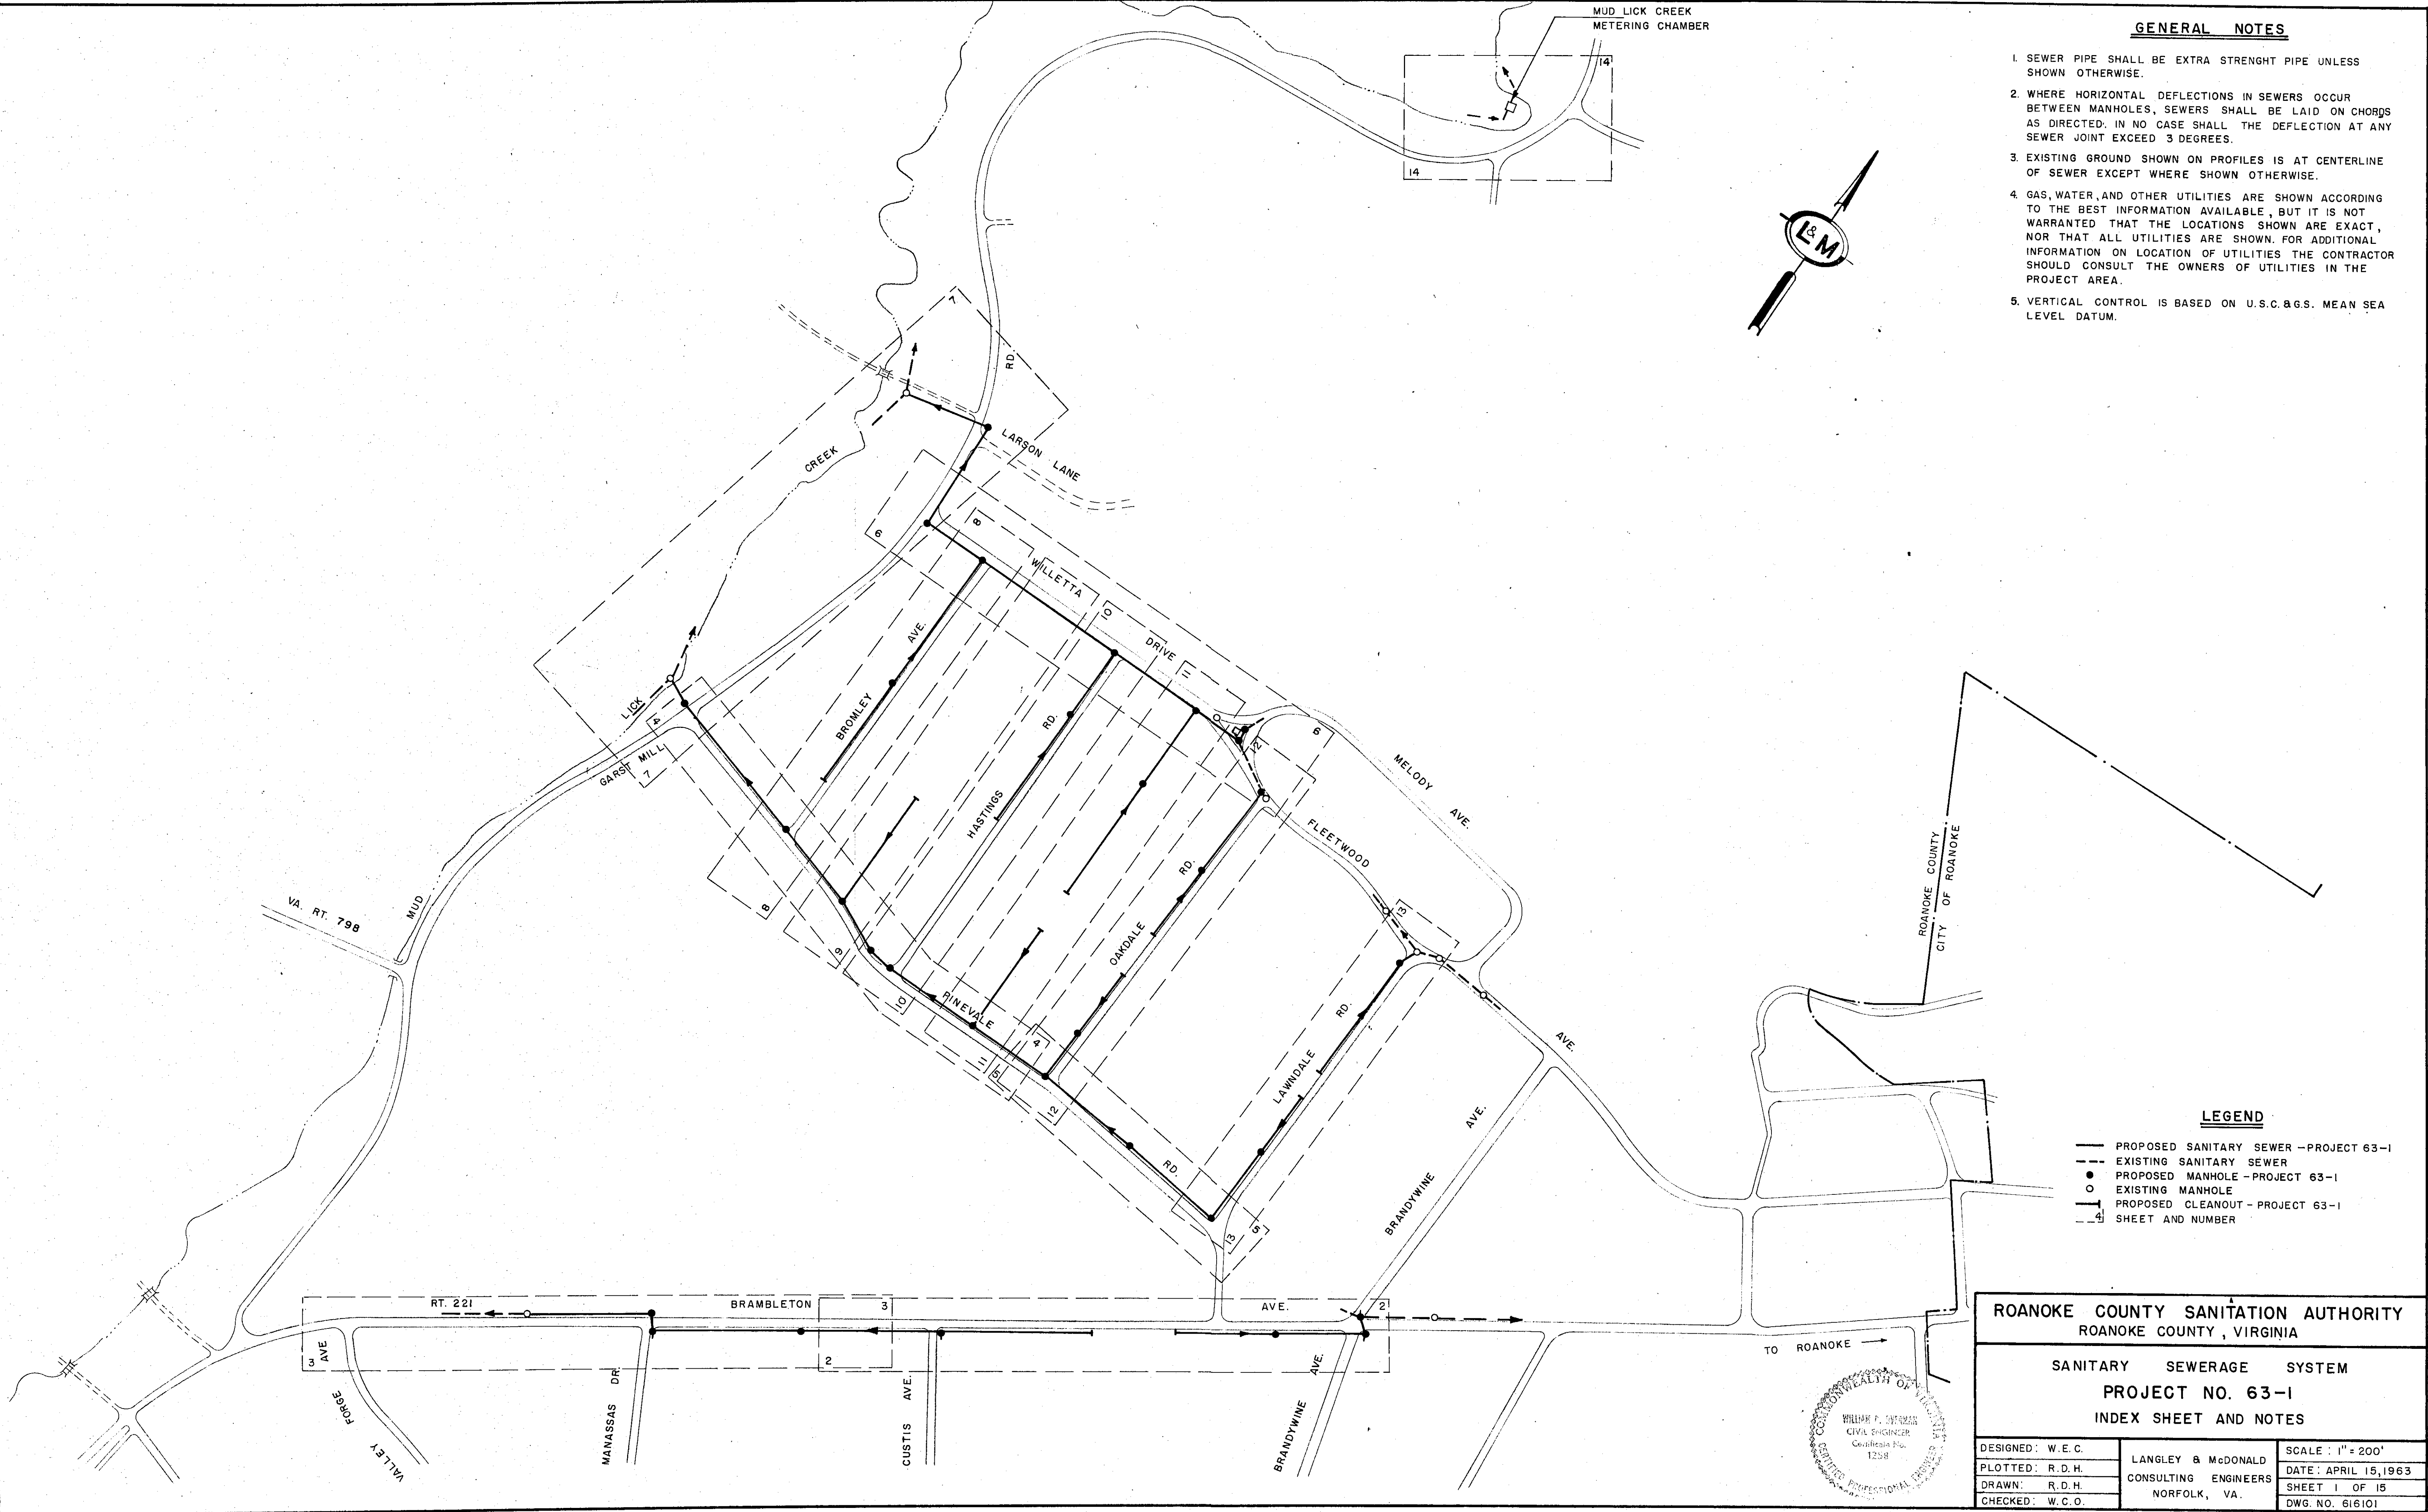 MUD LICK CREEK
METERING CHAMBER
14
14
GENERAL NOTES
1. SEWER PIPE SHALL BE EXTRA STRENGHT PIPE UNLESS
SHOWN OTHERWISE.
2. WHERE HORIZONTAL DEFLECTIONS IN SEWERS OCCUR
BETWEEN MANHOLES, SEWERS SHALL BE LAID ON CHORDS
AS DIRECTED. IN NO CASE SHALL THE DEFLECTION AT ANY
SEWER JOINT EXCEED 3 DEGREES.
3. EXISTING GROUND SHOWN ON PROFILES IS AT CENTERLINE
OF SEWER EXCEPT WHERE SHOWN OTHERWISE.
4. GAS, WATER, AND OTHER UTILITIES ARE SHOWN ACCORDING
TO THE BEST INFORMATION AVAILABLE, BUT IT IS NOT
WARRANTED THAT THE LOCATIONS SHOWN ARE EXACT,
NOR THAT ALL UTILITIES ARE SHOWN. FOR ADDITIONAL
INFORMATION ON LOCATION OF UTILITIES THE CONTRACTOR
SHOULD CONSULT THE OWNERS OF UTILITIES IN THE
PROJECT AREA.
5. VERTICAL CONTROL IS BASED ON U.S.C.&G.S. MEAN SEA
LEVEL DATUM.
L&M
7
RD.
LARSON LANE
CREEK
6
8
WILLETTA
DRIVE
10
11
12
6
BROMLEY AVE.
HASTINGS RD.
OAKDALE RD.
LAWNDALE RD.
MELODY AVE.
FLEETWOOD
AVE.
13
LICK
4
GARST MILL
7
MUD
VA. RT. 798
8
9
10
PINEVALE
RD.
4
11
5
12
5
13
BRANDYWINE AVE.
ROANOKE COUNTY
CITY OF ROANOKE
LEGEND
PROPOSED SANITARY SEWER - PROJECT 63-1
EXISTING SANITARY SEWER
PROPOSED MANHOLE - PROJECT 63-1
EXISTING MANHOLE
PROPOSED CLEANOUT - PROJECT 63-1
4 SHEET AND NUMBER
RT. 221
BRAMBLETON
3
AVE.
2
3
2
VALLEY FORGE AVE
MANASSAS DR.
CUSTIS AVE.
BRANDYWINE AVE.
TO ROANOKE
COMMONWEALTH OF VIRGINIA
CIVIL ENGINEER
Certificate No.
1258
CERTIFIED PROFESSIONAL ENGINEER
ROANOKE COUNTY SANITATION AUTHORITY
ROANOKE COUNTY, VIRGINIA
SANITARY SEWERAGE SYSTEM
PROJECT NO. 63-1
INDEX SHEET AND NOTES
DESIGNED: W.E.C.
PLOTTED: R.D.H.
DRAWN: R.D.H.
CHECKED: W.C.O.
LANGLEY & McDONALD
CONSULTING ENGINEERS
NORFOLK, VA.
SCALE: 1" = 200'
DATE: APRIL 15, 1963
SHEET 1 OF 15
DWG. NO. 616101